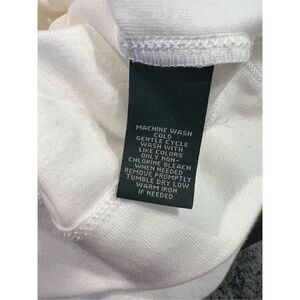 MACHINE WASH
COLD
GENTLE CYCLE
WASH WITH
LIKE COLORS
ONLY NON-
CHLORINE BLEACH
WHEN NEEDED
REMOVE PROMPTLY
TUMBLE DRY LOW
WARM IRON
IF NEEDED